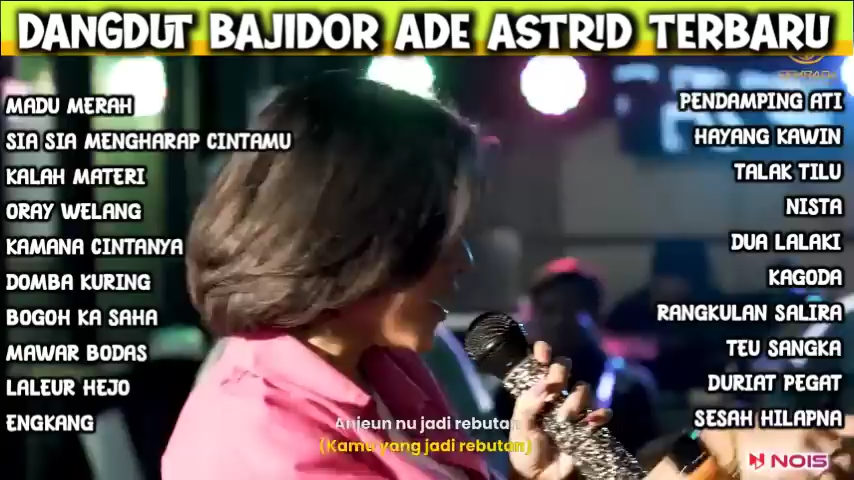 DANGDUT BAJIDOR ADE ASTRID TERBARU
MADU MERAH
SIA SIA MENGHARAP CINTAMU
KALAH MATERI
ORAY WELANG
KAMANA CINTANYA
DOMBA KURING
BOGOH KA SAHA
MAWAR BODAS
LALEUR HEJO
ENGKANG
PENDAMPING ATI
HAYANG KAWIN
TALAK TILU
NISTA
DUA LALAKI
KAGODA
RANGKULAN SALIRA
TEU SANGKA
DURIAT PEGAT
SESAH HILAPNA
Anjeun nu jadi rebutan
(Kamu yang jadi rebutan)
NOIS